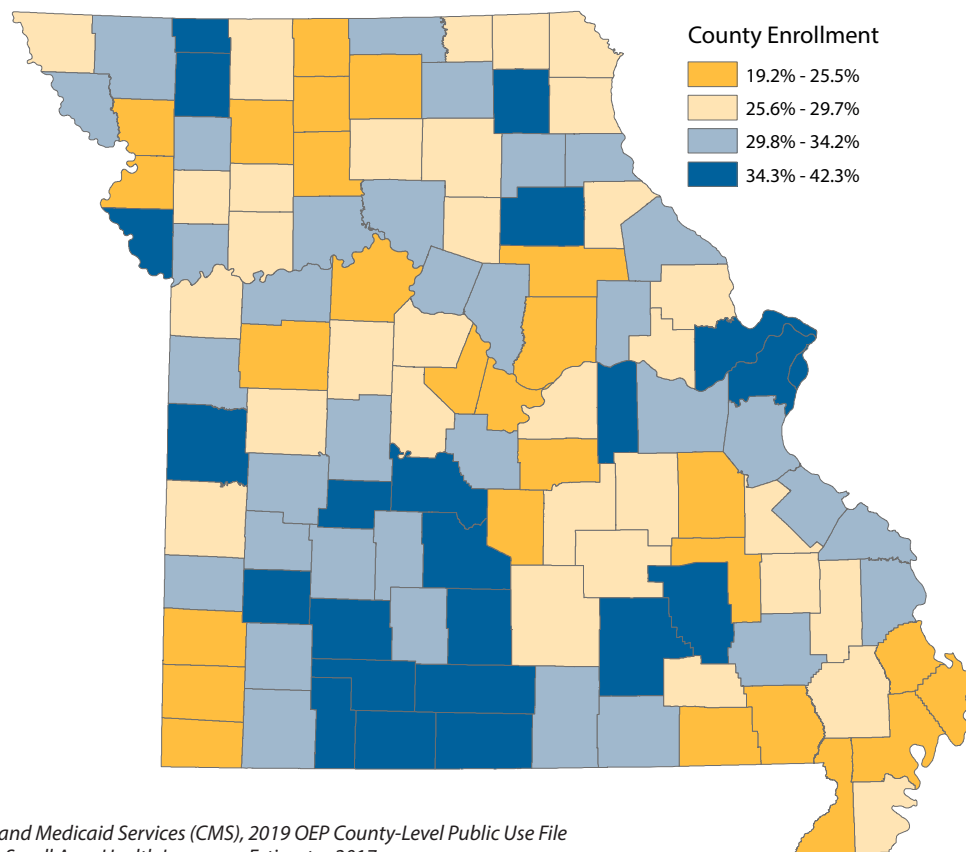 County Enrollment
19.2% - 25.5%
25.6% - 29.7%
29.8% - 34.2%
34.3% - 42.3%
and Medicaid Services (CMS), 2019 OEP County-Level Public Use File